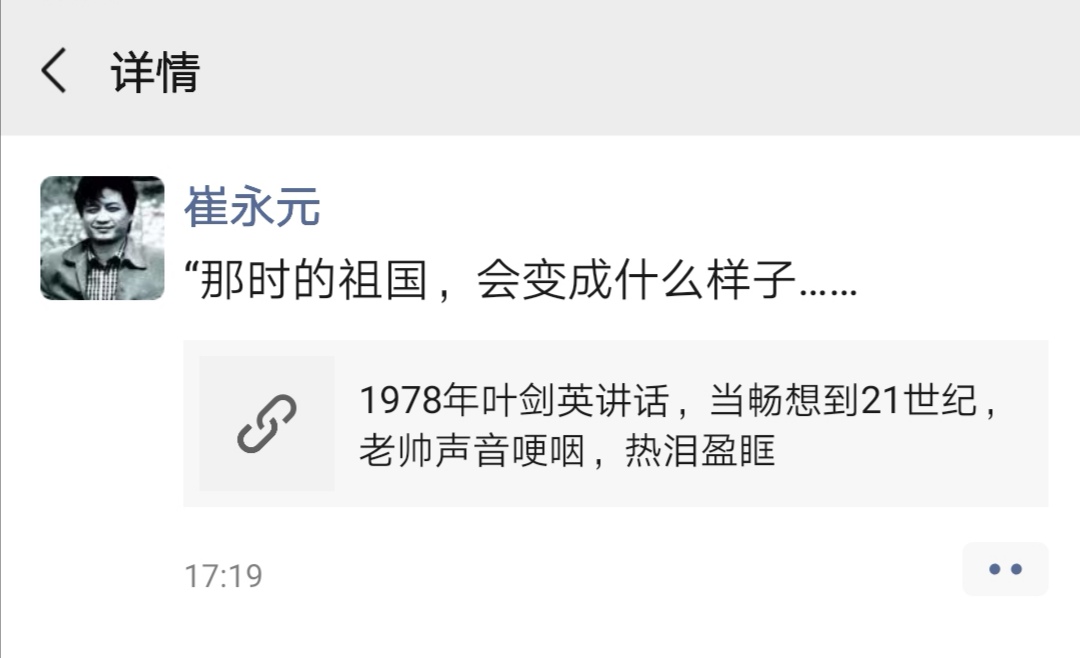 详情
崔永元
“那时的祖国，会变成什么样子……
1978年叶剑英讲话，当畅想到21世纪，
老帅声音哽咽，热泪盈眶
17:19